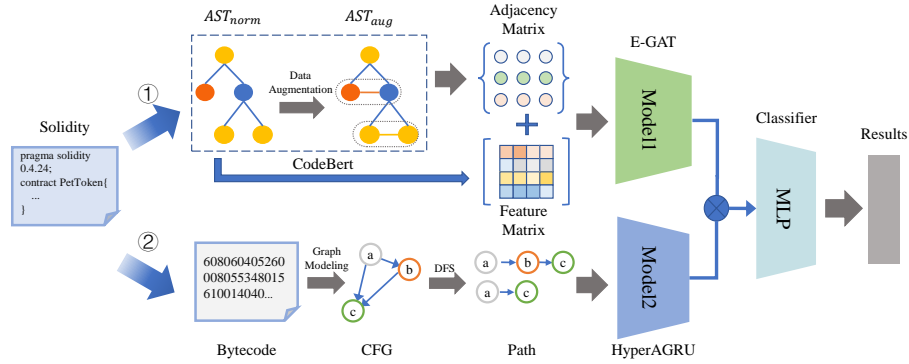 AST_norm
AST_aug
Adjacency
Matrix
E-GAT
Data
Augmentation
①
Solidity
pragma solidity
0.4.24;
contract PetToken{
...
}
Model1
Classifier
Results
CodeBert
Feature
Matrix
MLP
②
608060405260
008055348015
610014040...
Graph
Modeling
a
b
c
DFS
a
b
c
a
c
Model2
Bytecode
CFG
Path
HyperAGRU